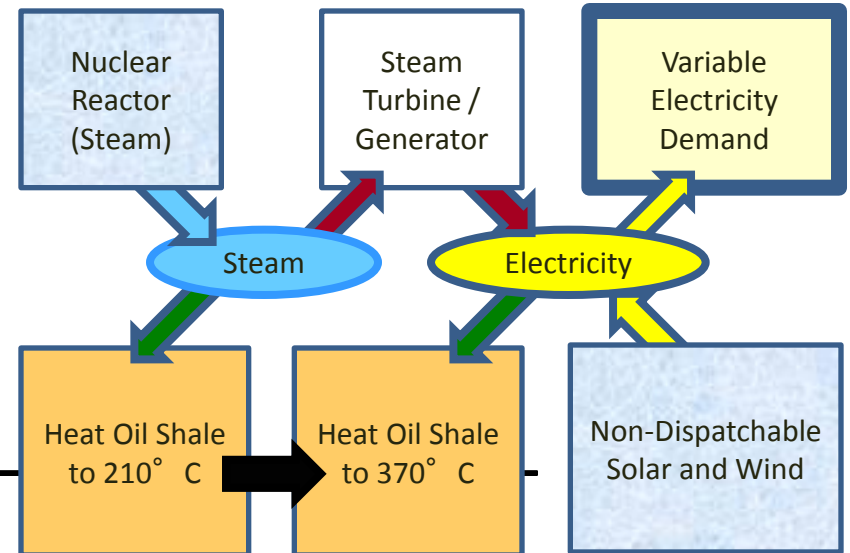 Nuclear
Reactor
(Steam)
Steam
Turbine /
Generator
Variable
Electricity
Demand
Steam
Electricity
Heat Oil Shale
to 210° C
Heat Oil Shale
to 370° C
Non-Dispatchable
Solar and Wind